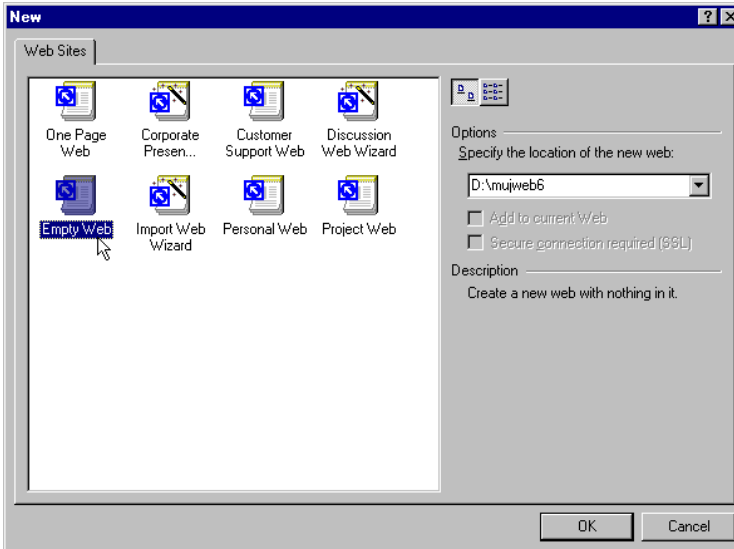 New
Web Sites
One Page
Web
Corporate
Presen...
Customer
Support Web
Discussion
Web Wizard
Empty Web
Import Web
Wizard
Personal Web
Project Web
Options
Specify the location of the new web:
D:\mujweb6
Add to current Web
Secure connection required (SSL)
Description
Create a new web with nothing in it.
OK
Cancel